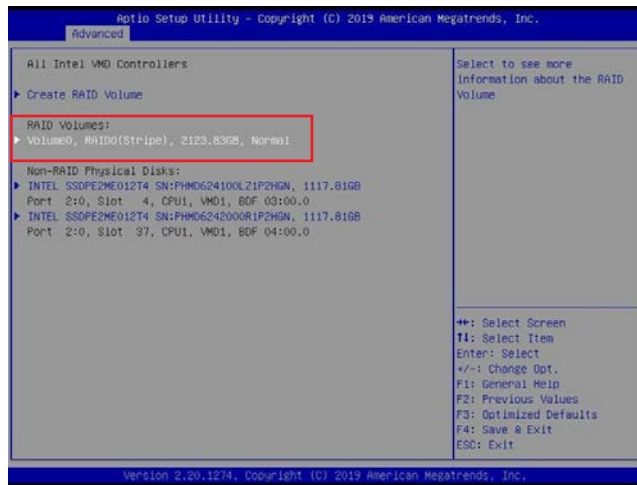 Aptio Setup Utility – Copyright (C) 2019 American Megatrends, Inc.
Advanced
All Intel VMD Controllers
Create RAID Volume
RAID Volumes:
Volume0, RAID0(Stripe), 2123.83GB, Normal
Non-RAID Physical Disks:
INTEL SSDPE2ME012T4 SN:PHMD624100L21P2HGN, 1117.81GB
Port 2:0, Slot 4, CPU1, VMD1, BDF 03:00.0
INTEL SSDPE2ME012T4 SN:PHMD6242000R1P2HGN, 1117.81GB
Port 2:0, Slot 37, CPU1, VMD1, BDF 04:00.0
Select to see more
information about the RAID
Volume
→←: Select Screen
↑↓: Select Item
Enter: Select
+/-: Change Opt.
F1: General Help
F2: Previous Values
F3: Optimized Defaults
F4: Save & Exit
ESC: Exit
Version 2.20.1274. Copyright (C) 2019 American Megatrends, Inc.